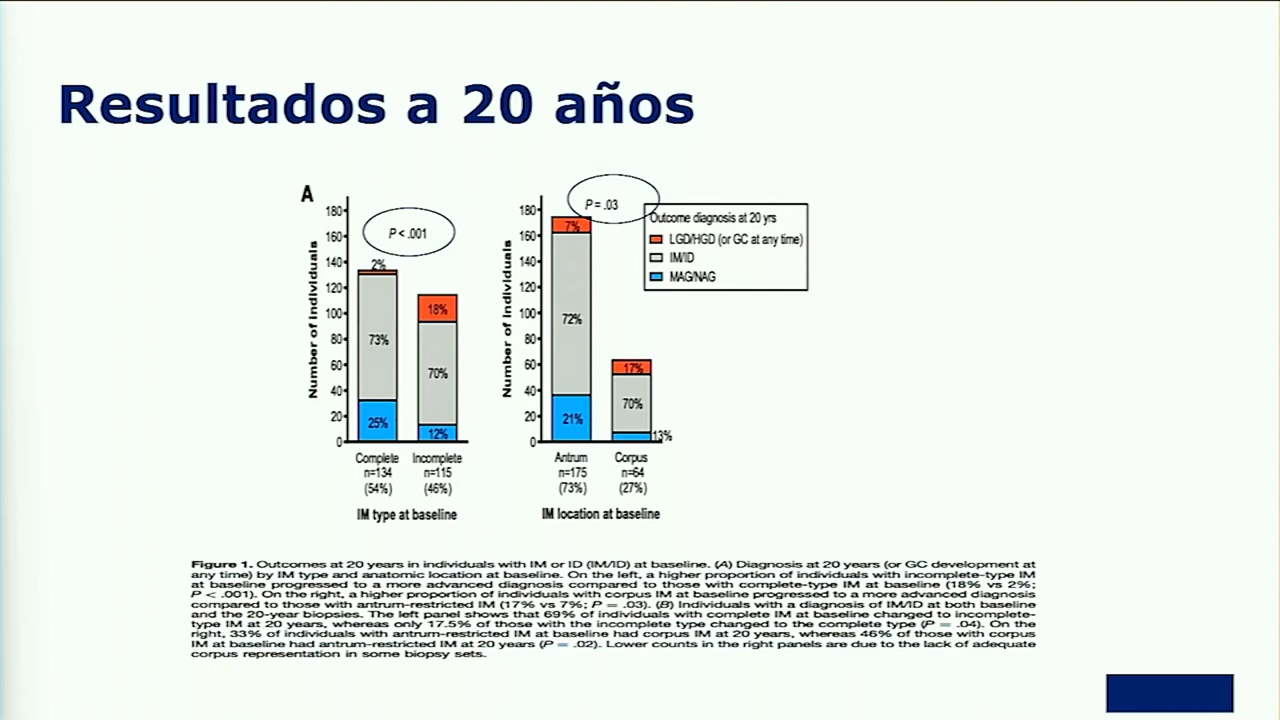 Resultados a 20 años
A
P < .001
P = .03
Outcome diagnosis at 20 yrs
LGD/HGD (or GC at any time)
IM/ID
MAG/NAG
Number of Individuals
180
160
140
120
100
80
60
40
20
0
2%
73%
25%
18%
70%
12%
Complete
n=134
(54%)
Incomplete
n=115
(46%)
IM type at baseline
Number of Individuals
180
160
140
120
100
80
60
40
20
0
7%
72%
21%
17%
70%
13%
Antrum
n=175
(73%)
Corpus
n=64
(27%)
IM location at baseline
Figure 1. Outcomes at 20 years in individuals with IM or ID (IM/ID) at baseline. (A) Diagnosis at 20 years (or GC development at
any time) by IM type and anatomic location at baseline. On the left, a higher proportion of individuals with incomplete-type IM
at baseline progressed to a more advanced diagnosis compared to those with complete-type IM at baseline (18% vs 2%;
P < .001). On the right, a higher proportion of individuals with corpus IM at baseline progressed to a more advanced diagnosis
compared to those with antrum-restricted IM (17% vs 7%; P = .03). (B) Individuals with a diagnosis of IM/ID at both baseline
and the 20-year biopsies. The left panel shows that 69% of individuals with complete IM at baseline changed to incomplete-
type IM at 20 years, whereas only 17.5% of those with the incomplete type changed to the complete type (P = .04). On the
right, 33% of individuals with antrum-restricted IM at baseline had corpus IM at 20 years, whereas 46% of those with corpus
IM at baseline had antrum-restricted IM at 20 years (P = .02). Lower counts in the right panels are due to the lack of adequate
corpus representation in some biopsy sets.